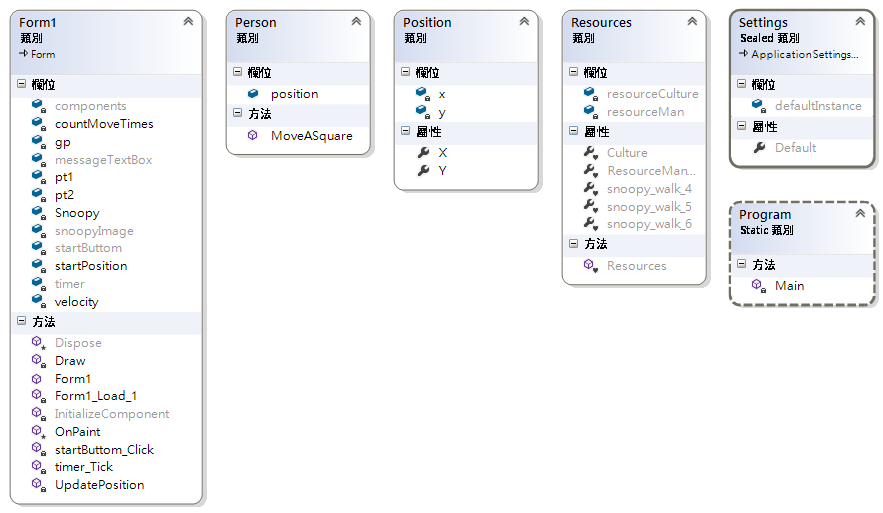 Form1
類別
Form
欄位
components
countMoveTimes
gp
messageTextBox
pt1
pt2
Snoopy
snoopyImage
startButtom
startPosition
timer
velocity
方法
Dispose
Draw
Form1
Form1_Load_1
InitializeComponent
OnPaint
startButtom_Click
timer_Tick
UpdatePosition
Person
類別
欄位
position
方法
MoveASquare
Position
類別
欄位
x
y
屬性
X
Y
Resources
類別
欄位
resourceCulture
resourceMan
屬性
Culture
ResourceMan...
snoopy_walk_4
snoopy_walk_5
snoopy_walk_6
方法
Resources
Settings
Sealed 類別
ApplicationSettings...
欄位
defaultInstance
屬性
Default
Program
Static 類別
方法
Main